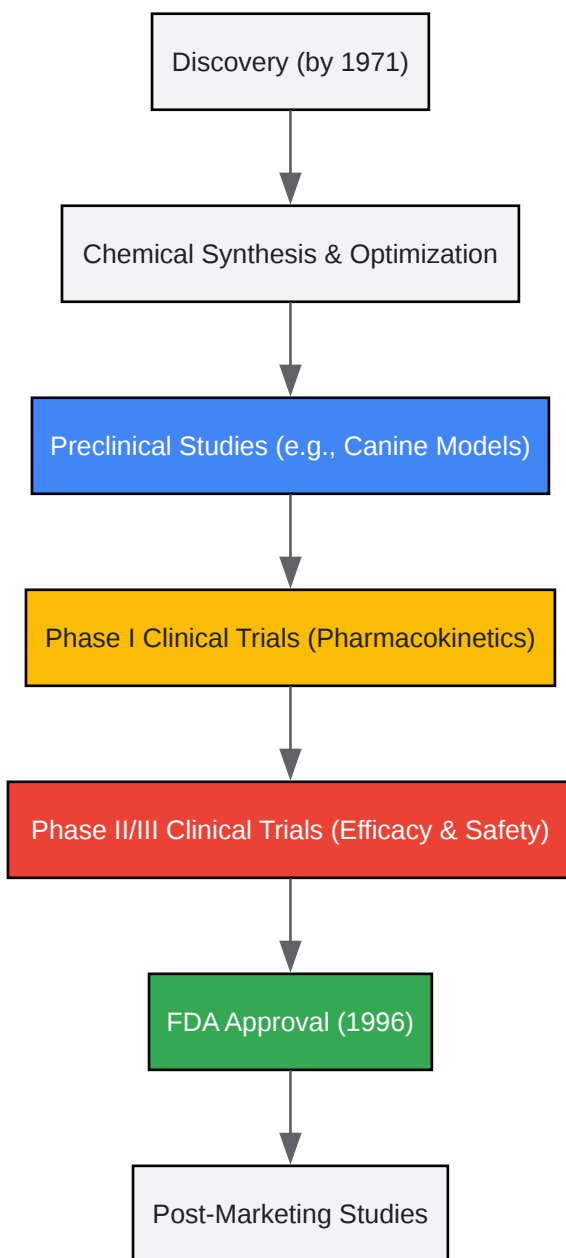 Discovery (by 1971)
Chemical Synthesis & Optimization
Preclinical Studies (e.g., Canine Models)
Phase I Clinical Trials (Pharmacokinetics)
Phase II/III Clinical Trials (Efficacy & Safety)
FDA Approval (1996)
Post-Marketing Studies